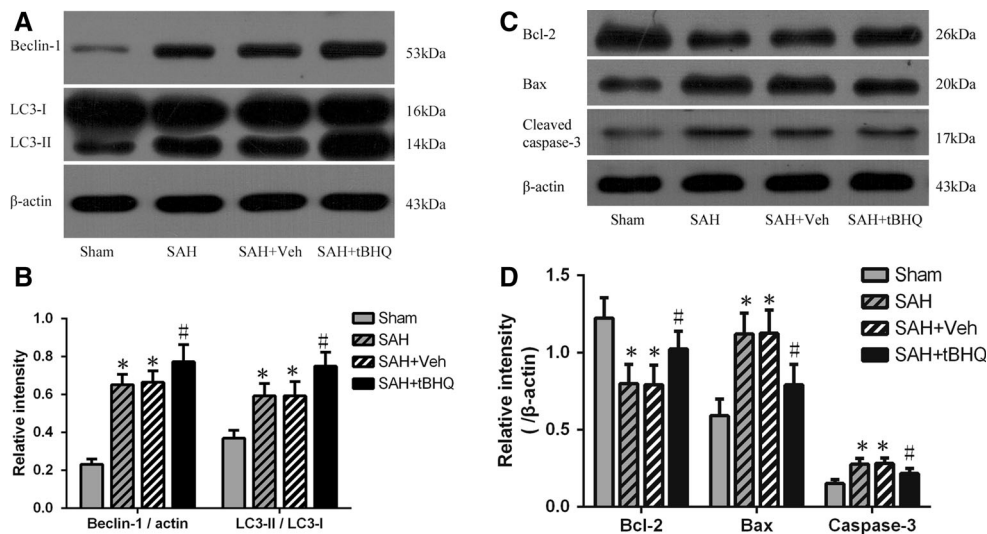 A
Beclin-1
53kDa
LC3-I
16kDa
LC3-II
14kDa
β-actin
43kDa
Sham SAH SAH+Veh SAH+tBHQ
B
Relative intensity
1.0
0.8
0.6
0.4
0.2
0.0
* * #
* * #
Beclin-1 / actin LC3-II / LC3-I
Sham
SAH
SAH+Veh
SAH+tBHQ
C
Bcl-2
26kDa
Bax
20kDa
Cleaved
caspase-3
17kDa
β-actin
43kDa
Sham SAH SAH+Veh SAH+tBHQ
D
Relative intensity
( /β-actin)
1.5
1.0
0.5
0.0
* * #
* * #
* * #
Bcl-2 Bax Caspase-3
Sham
SAH
SAH+Veh
SAH+tBHQ